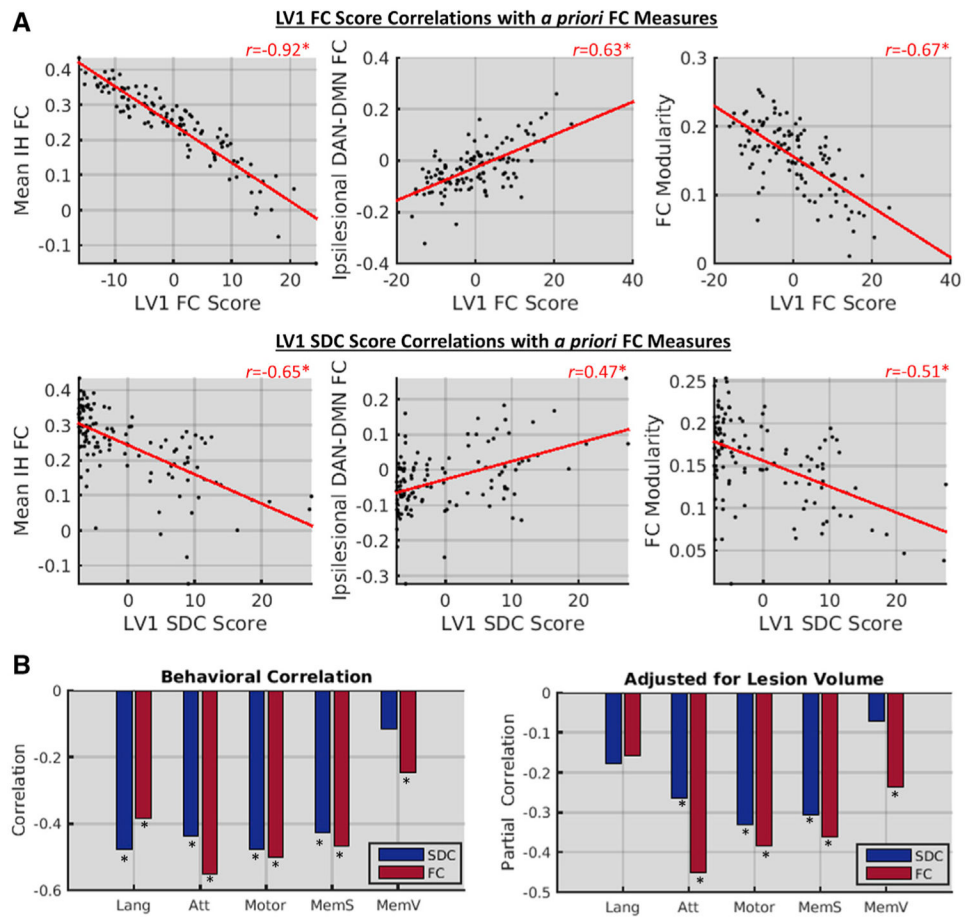 A
LV1 FC Score Correlations with a priori FC Measures
r=-0.92*
r=0.63*
r=-0.67*
Mean IH FC
0.4
0.3
0.2
0.1
0
-0.1
-10
0
10
20
LV1 FC Score
Ipsilesional DAN-DMN FC
0.4
0.2
0
-0.2
-0.4
-20
0
20
40
LV1 FC Score
FC Modularity
0.3
0.2
0.1
0
-20
0
20
40
LV1 FC Score
LV1 SDC Score Correlations with a priori FC Measures
r=-0.65*
r=0.47*
r=-0.51*
Mean IH FC
0.4
0.3
0.2
0.1
0
-0.1
0
10
20
LV1 SDC Score
Ipsilesional DAN-DMN FC
0.2
0.1
0
-0.1
-0.2
-0.3
0
10
20
LV1 SDC Score
FC Modularity
0.25
0.2
0.15
0.1
0.05
0
10
20
LV1 SDC Score
B
Behavioral Correlation
Correlation
0
-0.2
-0.4
-0.6
* * * * * * * * *
SDC
FC
Lang Att Motor MemS MemV
Adjusted for Lesion Volume
Partial Correlation
0
-0.1
-0.2
-0.3
-0.4
-0.5
* * * * * * *
SDC
FC
Lang Att Motor MemS MemV